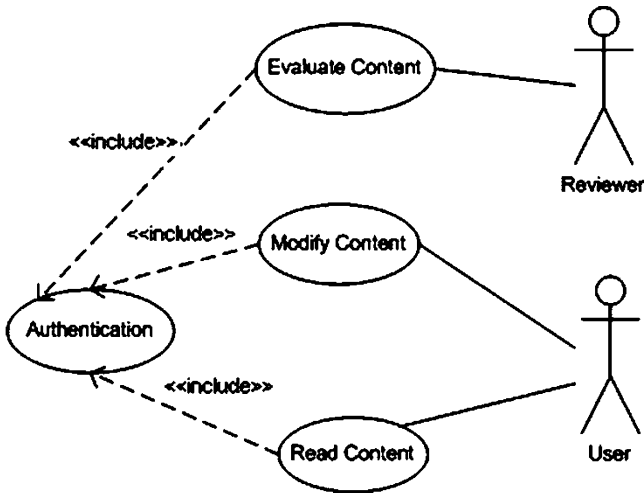 Evaluate Content
<<include>>
Reviewer
<<include>>
Modify Content
Authentication
<<include>>
Read Content
User